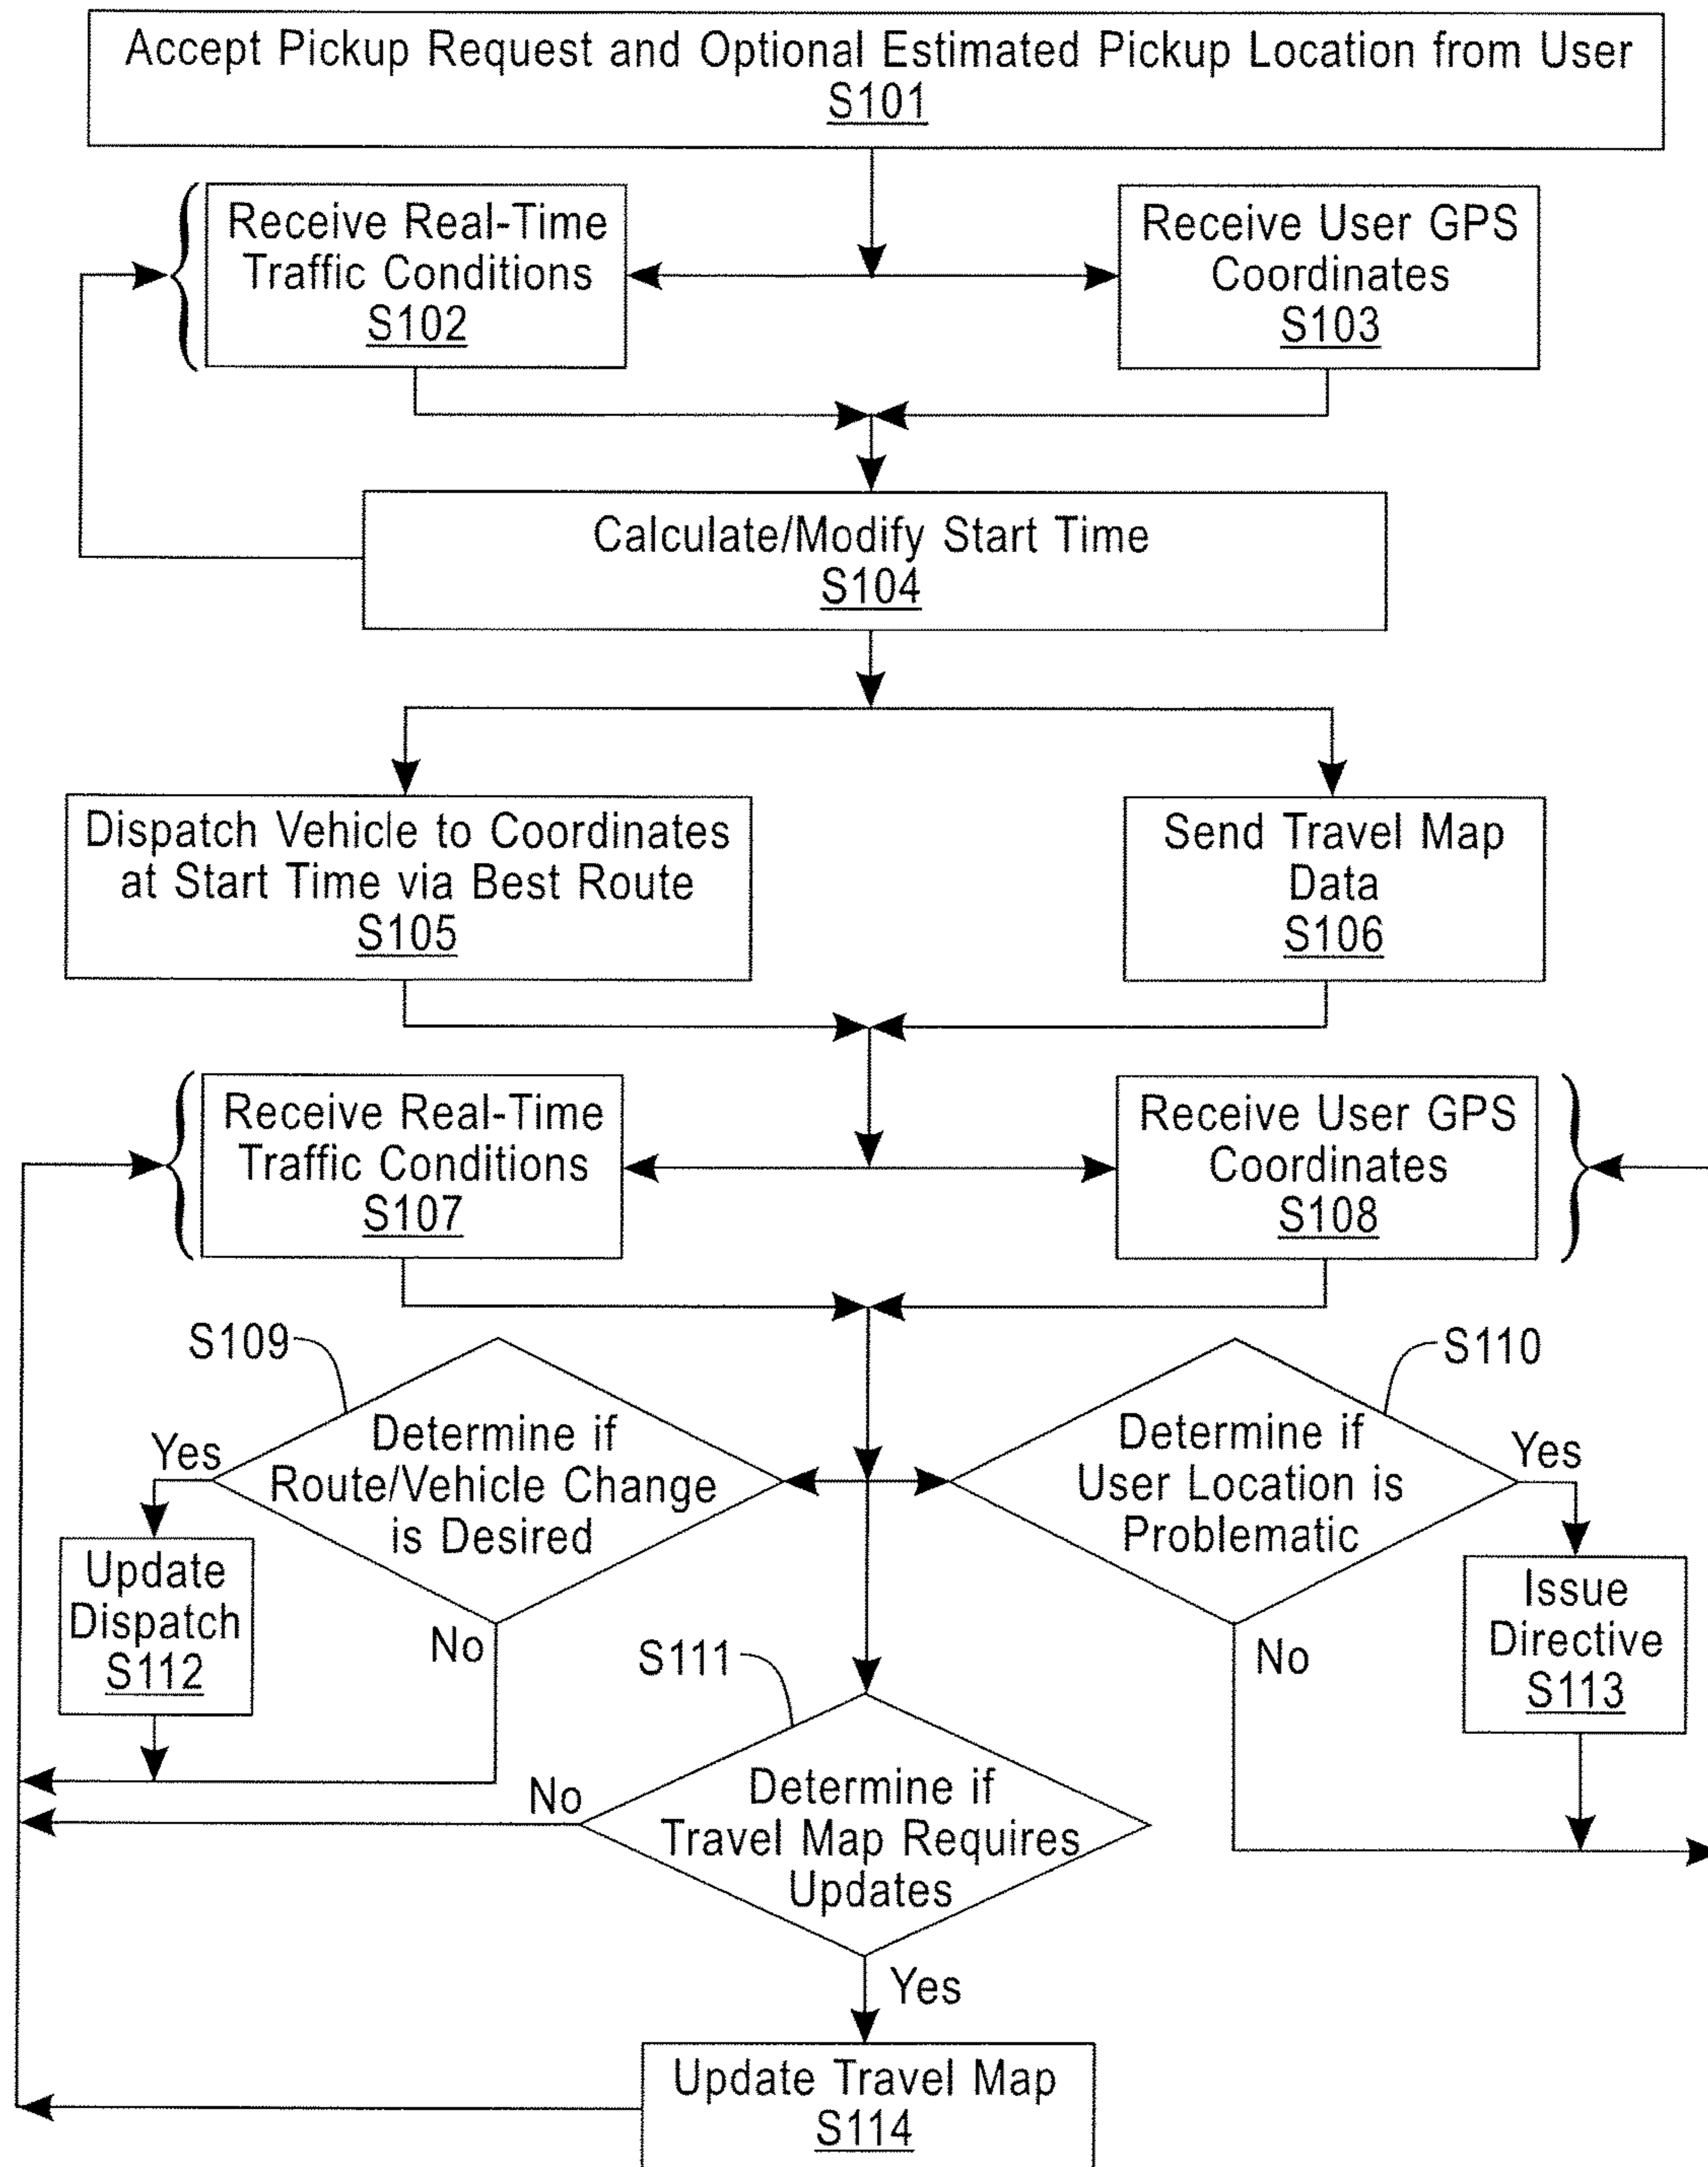 Accept Pickup Request and Optional Estimated Pickup Location from User
S101
Receive Real-Time
Traffic Conditions
S102
Receive User GPS
Coordinates
S103
Calculate/Modify Start Time
S104
Dispatch Vehicle to Coordinates
at Start Time via Best Route
S105
Send Travel Map
Data
S106
Receive Real-Time
Traffic Conditions
S107
Receive User GPS
Coordinates
S108
S109
Determine if
Route/Vehicle Change
is Desired
Yes
No
Update
Dispatch
S112
S110
Determine if
User Location is
Problematic
Yes
No
Issue
Directive
S113
S111
Determine if
Travel Map Requires
Updates
No
Yes
Update Travel Map
S114